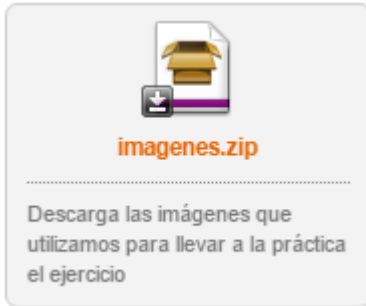 imagenes.zip
Descarga las imágenes que
utilizamos para llevar a la práctica
el ejercicio